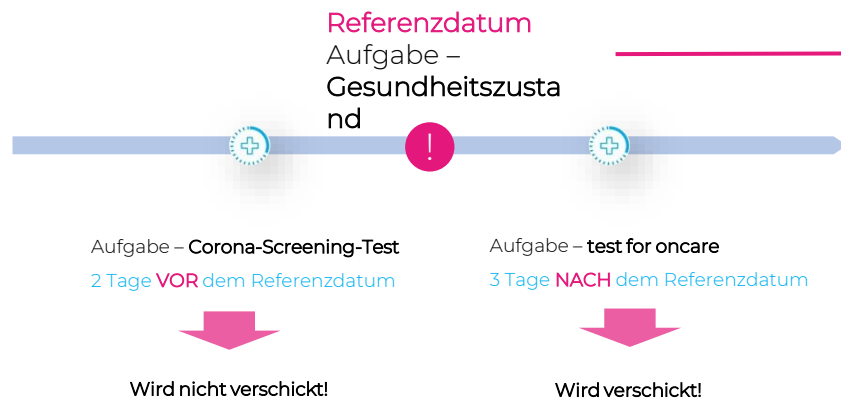 Referenzdatum
Aufgabe –
Gesundheitszusta
nd
!
Aufgabe – Corona-Screening-Test
2 Tage VOR dem Referenzdatum
Wird nicht verschickt!
Aufgabe – test for oncare
3 Tage NACH dem Referenzdatum
Wird verschickt!